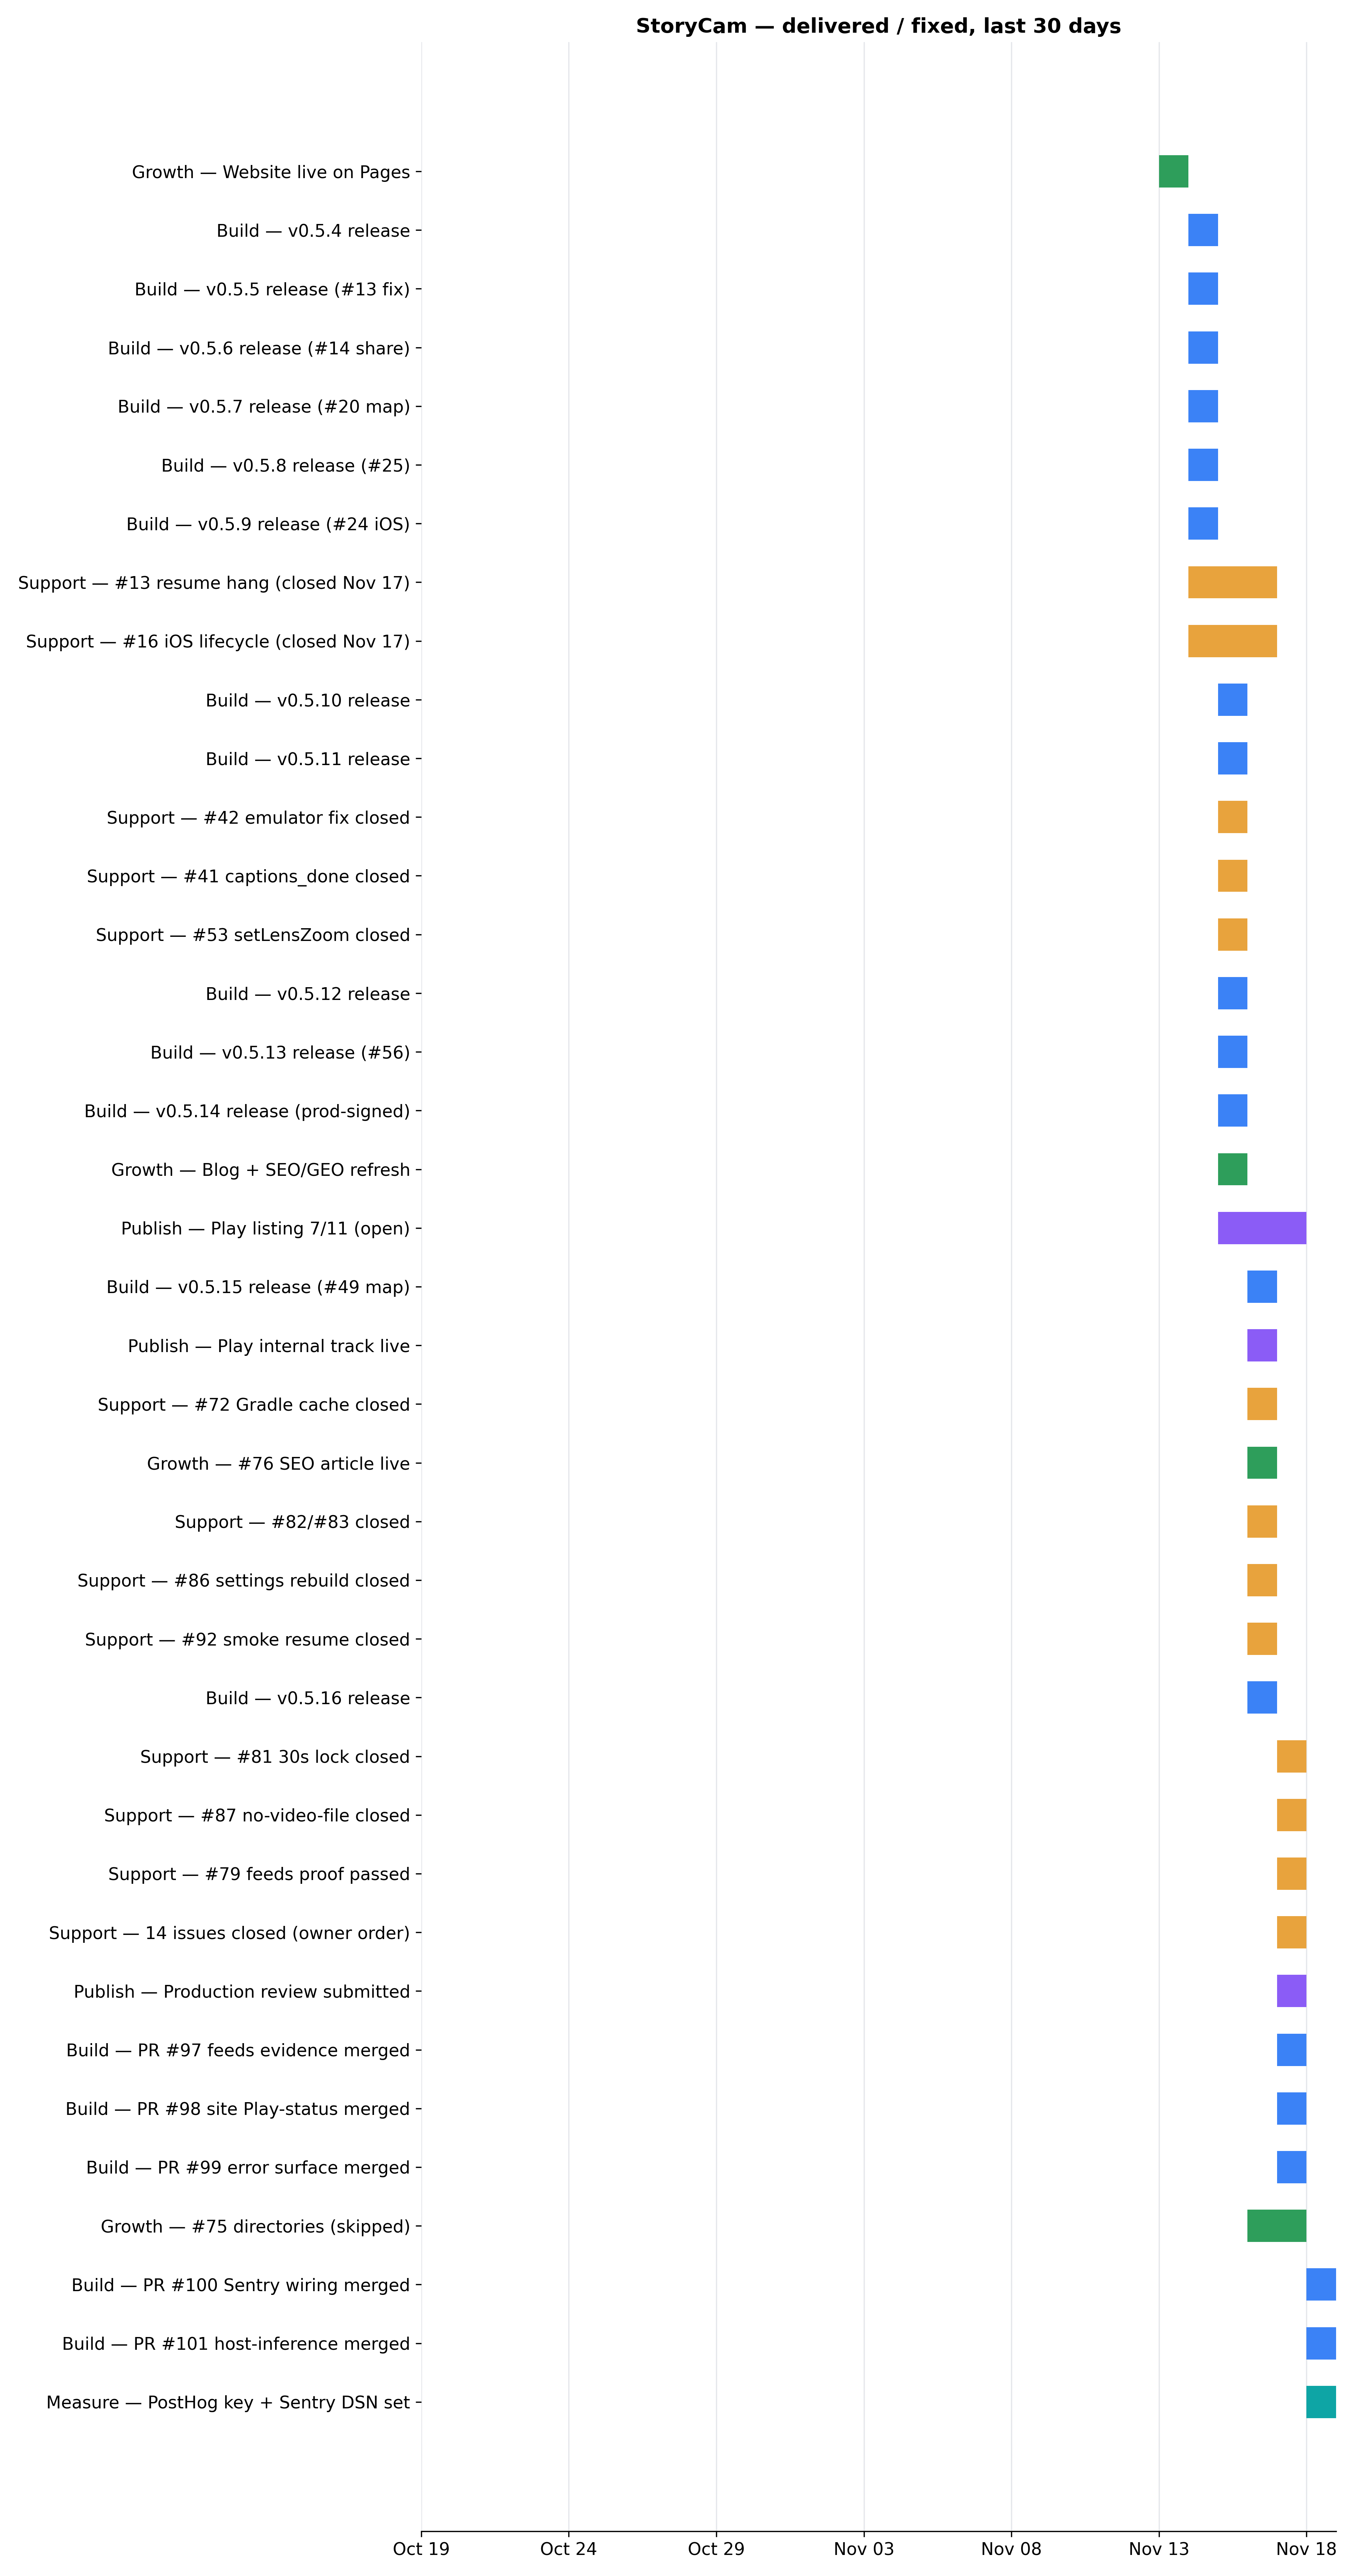 StoryCam — delivered / fixed, last 30 days
Growth — Website live on Pages
Build — v0.5.4 release
Build — v0.5.5 release (#13 fix)
Build — v0.5.6 release (#14 share)
Build — v0.5.7 release (#20 map)
Build — v0.5.8 release (#25)
Build — v0.5.9 release (#24 iOS)
Support — #13 resume hang (closed Nov 17)
Support — #16 iOS lifecycle (closed Nov 17)
Build — v0.5.10 release
Build — v0.5.11 release
Support — #42 emulator fix closed
Support — #41 captions_done closed
Support — #53 setLensZoom closed
Build — v0.5.12 release
Build — v0.5.13 release (#56)
Build — v0.5.14 release (prod-signed)
Growth — Blog + SEO/GEO refresh
Publish — Play listing 7/11 (open)
Build — v0.5.15 release (#49 map)
Publish — Play internal track live
Support — #72 Gradle cache closed
Growth — #76 SEO article live
Support — #82/#83 closed
Support — #86 settings rebuild closed
Support — #92 smoke resume closed
Build — v0.5.16 release
Support — #81 30s lock closed
Support — #87 no-video-file closed
Support — #79 feeds proof passed
Support — 14 issues closed (owner order)
Publish — Production review submitted
Build — PR #97 feeds evidence merged
Build — PR #98 site Play-status merged
Build — PR #99 error surface merged
Growth — #75 directories (skipped)
Build — PR #100 Sentry wiring merged
Build — PR #101 host-inference merged
Measure — PostHog key + Sentry DSN set
Oct 19 Oct 24 Oct 29 Nov 03 Nov 08 Nov 13 Nov 18